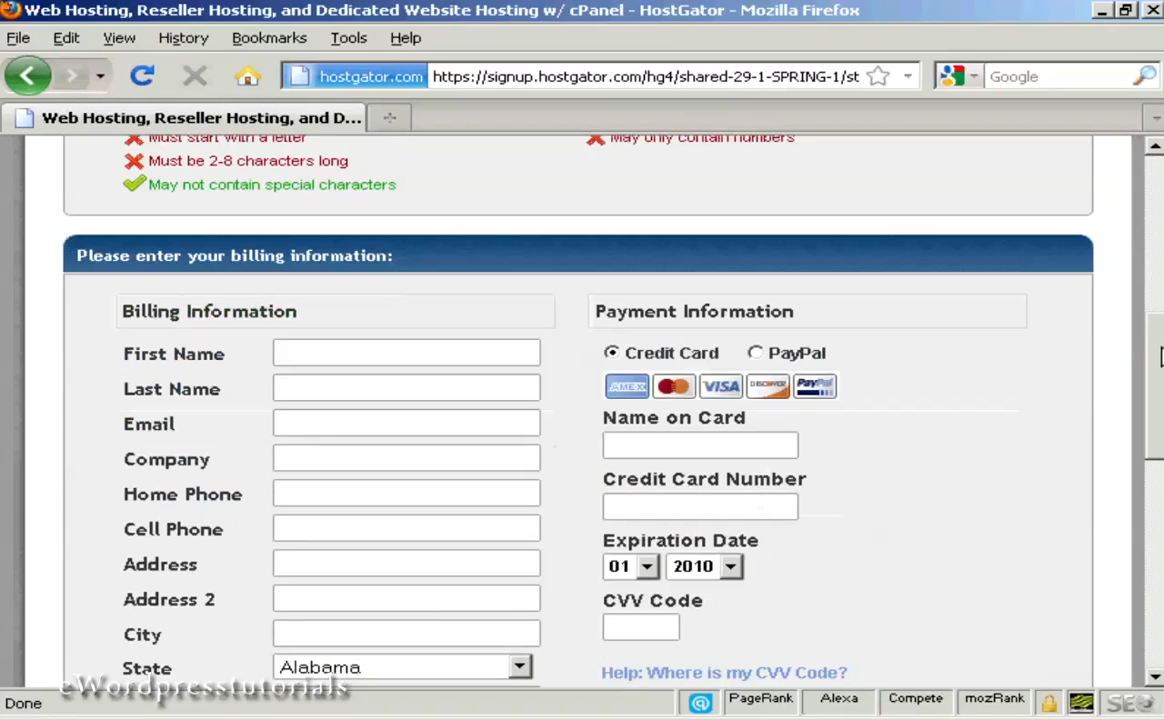 Web Hosting, Reseller Hosting, and Dedicated Website Hosting w/ cPanel - HostGator - Mozilla Firefox
File Edit View History Bookmarks Tools Help
hostgator.com https://signup.hostgator.com/hg4/shared-29-1-SPRING-1/st Google
Web Hosting, Reseller Hosting, and D...
Must start with a letter May only contain numbers
Must be 2-8 characters long
May not contain special characters
Please enter your billing information:
Billing Information Payment Information
First Name Credit Card PayPal
Last Name AMEX VISA DISCOVER PayPal
Email Name on Card
Company Credit Card Number
Home Phone
Cell Phone Expiration Date
Address 01 2010
Address 2 CVV Code
City
State Alabama Help: Where is my CVV Code?
eWordpresstutorials
Done PageRank Alexa Compete mozRank SEO